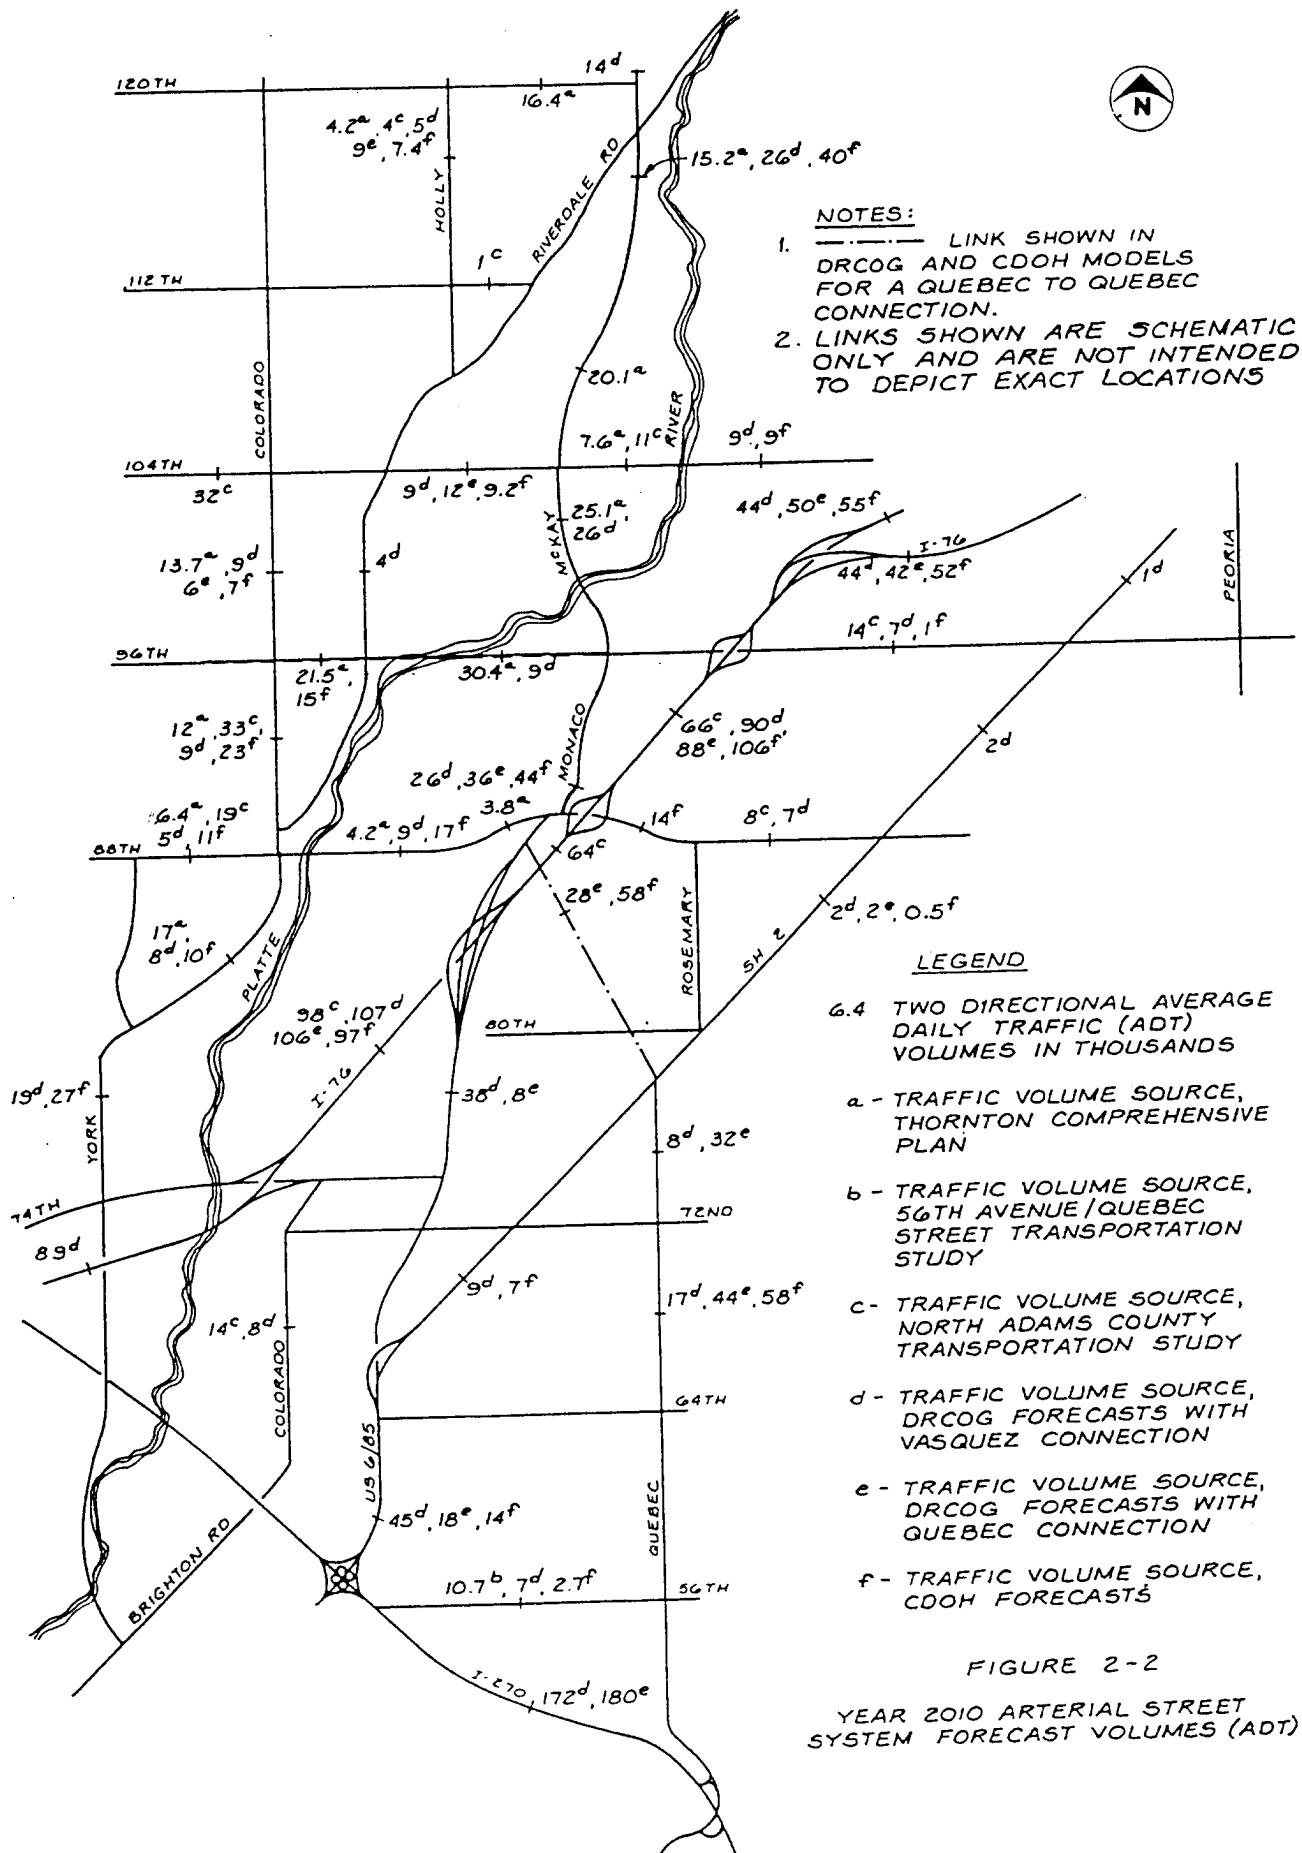 120TH
14d
16.4a
4.2a, 4c, 5d
9e, 7.4f
HOLLY
RIVERDALE RD
15.2a, 26d, 40f
N
NOTES:
1. —·—·— LINK SHOWN IN
DRCOG AND CDOH MODELS
FOR A QUEBEC TO QUEBEC
CONNECTION.
2. LINKS SHOWN ARE SCHEMATIC
ONLY AND ARE NOT INTENDED
TO DEPICT EXACT LOCATIONS
112TH
1c
COLORADO
20.1a
RIVER
7.6a, 11c
9d, 9f
104TH
32c
9d, 12e, 9.2f
25.1a,
26d
MCKAY
44d, 50e, 55f
I-76
44d, 42e, 52f
PEORIA
13.7a, 9d
6e, 7f
4d
1d
14c, 7d, 1f
96TH
21.5a,
15f
30.4a, 9d
12a, 33c,
9d, 23f
MONACO
66c, 90d
88e, 106f
2d
26d, 36e, 44f
3.8a
6.4a, 19c
5d, 11f
4.2a, 9d, 17f
14f
8c, 7d
88TH
64c
28e, 58f
ROSEMARY
2d, 2e, 0.5f
17a,
8d, 10f
PLATTE
SH 2
98c, 107d
106e, 97f
80TH
I-76
19d, 27f
38d, 8e
YORK
8d, 32e
74TH
72ND
89d
9d, 7f
17d, 44e, 58f
14c, 8d
COLORADO
64TH
US 6/85
QUEBEC
45d, 18e, 14f
BRIGHTON RD
10.7b, 7d, 2.7f
56TH
I-270
172d, 180e
LEGEND
6.4 TWO DIRECTIONAL AVERAGE
DAILY TRAFFIC (ADT)
VOLUMES IN THOUSANDS
a - TRAFFIC VOLUME SOURCE,
THORNTON COMPREHENSIVE
PLAN
b - TRAFFIC VOLUME SOURCE,
56TH AVENUE/QUEBEC
STREET TRANSPORTATION
STUDY
c - TRAFFIC VOLUME SOURCE,
NORTH ADAMS COUNTY
TRANSPORTATION STUDY
d - TRAFFIC VOLUME SOURCE,
DRCOG FORECASTS WITH
VASQUEZ CONNECTION
e - TRAFFIC VOLUME SOURCE,
DRCOG FORECASTS WITH
QUEBEC CONNECTION
f - TRAFFIC VOLUME SOURCE,
CDOH FORECASTS
FIGURE 2-2
YEAR 2010 ARTERIAL STREET
SYSTEM FORECAST VOLUMES (ADT)